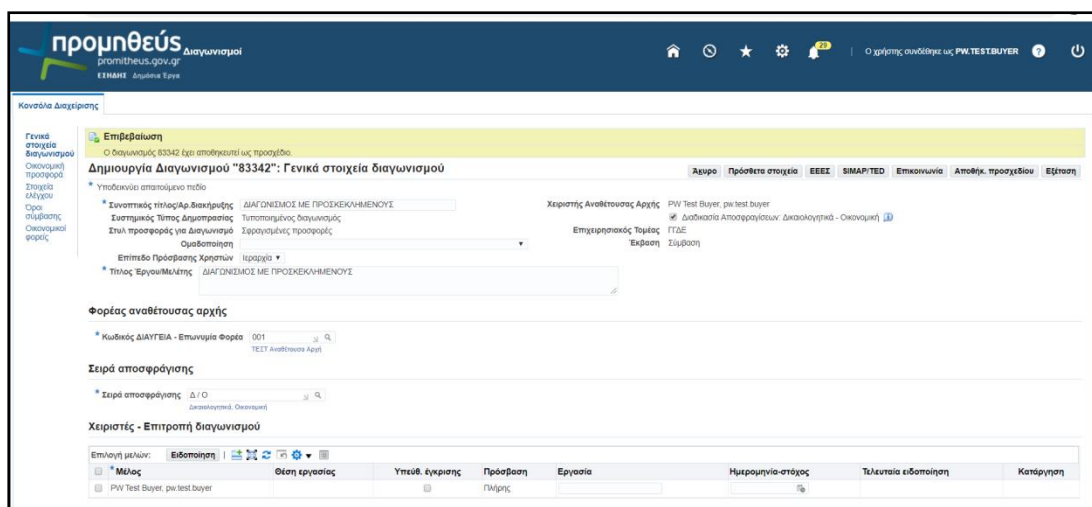 προμηθεύς Διαγωνισμοί
promitheus.gov.gr
ΕΣΗΔΗΣ Δημόσια Έργα
29
Ο χρήστης συνδέθηκε ως PW.TEST.BUYER
Κονσόλα Διαχείρισης
Γενικά στοιχεία διαγωνισμού
Οικονομική προσφορά
Στοιχεία ελέγχου
Όροι σύμβασης
Οικονομικοί φορείς
Επιβεβαίωση
Ο διαγωνισμός 83342 έχει αποθηκευτεί ως προσχέδιο.
Δημιουργία Διαγωνισμού "83342": Γενικά στοιχεία διαγωνισμού
Άκυρο Πρόσθετα στοιχεία ΕΕΕΣ SIMAP/TED Επικοινωνία Αποθήκ. προσχεδίου Εξέταση
* Υποδεικνύει απαιτούμενο πεδίο
* Συνοπτικός τίτλος/Αρ.διακήρυξης ΔΙΑΓΩΝΙΣΜΟΣ ΜΕ ΠΡΟΣΚΕΚΛΗΜΕΝΟΥΣ
Συστημικός Τύπος Δημοπρασίας Τυποποιημένος διαγωνισμός
Στυλ προσφοράς για Διαγωνισμό Σφραγισμένες προσφορές
Ομαδοποίηση
Επίπεδο Πρόσβασης Χρηστών Ιεραρχία
* Τίτλος Έργου/Μελέτης ΔΙΑΓΩΝΙΣΜΟΣ ΜΕ ΠΡΟΣΚΕΚΛΗΜΕΝΟΥΣ
Χειριστής Αναθέτουσας Αρχής PW Test Buyer, pw.test.buyer
Διαδικασία Αποσφραγίσεων: Δικαιολογητικά - Οικονομική
Επιχειρησιακός Τομέας ΓΓΔΕ
Έκβαση Σύμβαση
Φορέας αναθέτουσας αρχής
* Κωδικός ΔΙΑΥΓΕΙΑ - Επωνυμία Φορέα 001
ΤΕΣΤ Αναθέτουσα Αρχή
Σειρά αποσφράγισης
* Σειρά αποσφράγισης Δ / Ο
Δικαιολογητικά, Οικονομική
Χειριστές - Επιτροπή διαγωνισμού
Επιλογή μελών: Ειδοποίηση
* Μέλος Θέση εργασίας Υπεύθ. έγκρισης Πρόσβαση Εργασία Ημερομηνία-στόχος Τελευταία ειδοποίηση Κατάργηση
PW Test Buyer, pw.test.buyer Πλήρης